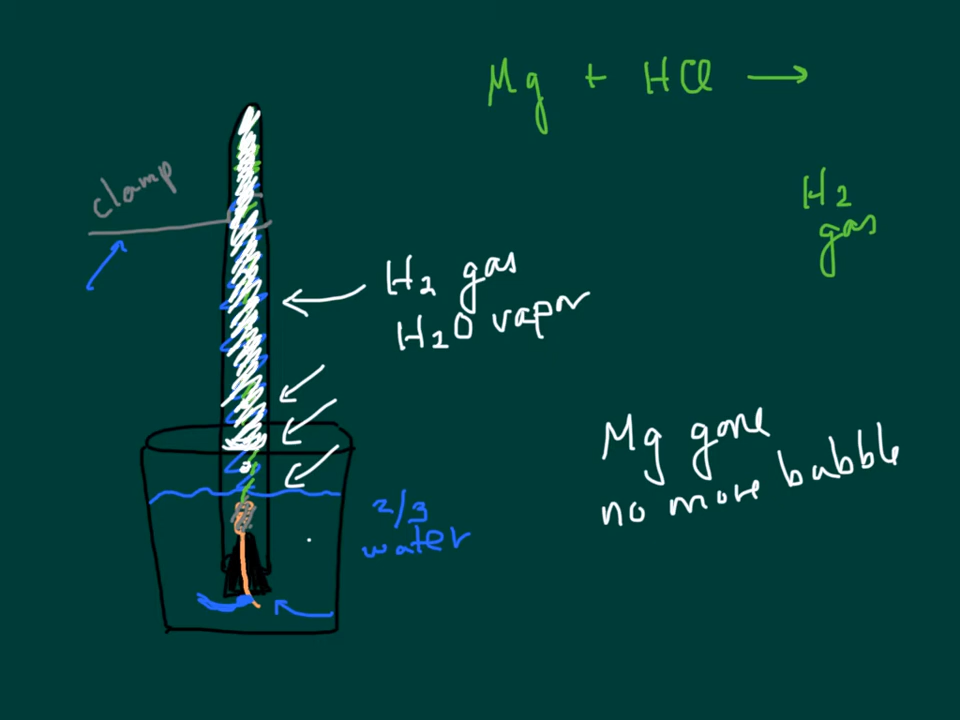 Mg + HCl →
clamp
H2
gas
H2 gas
H2O vapor
Mg gone
no more bubble
2/3
water